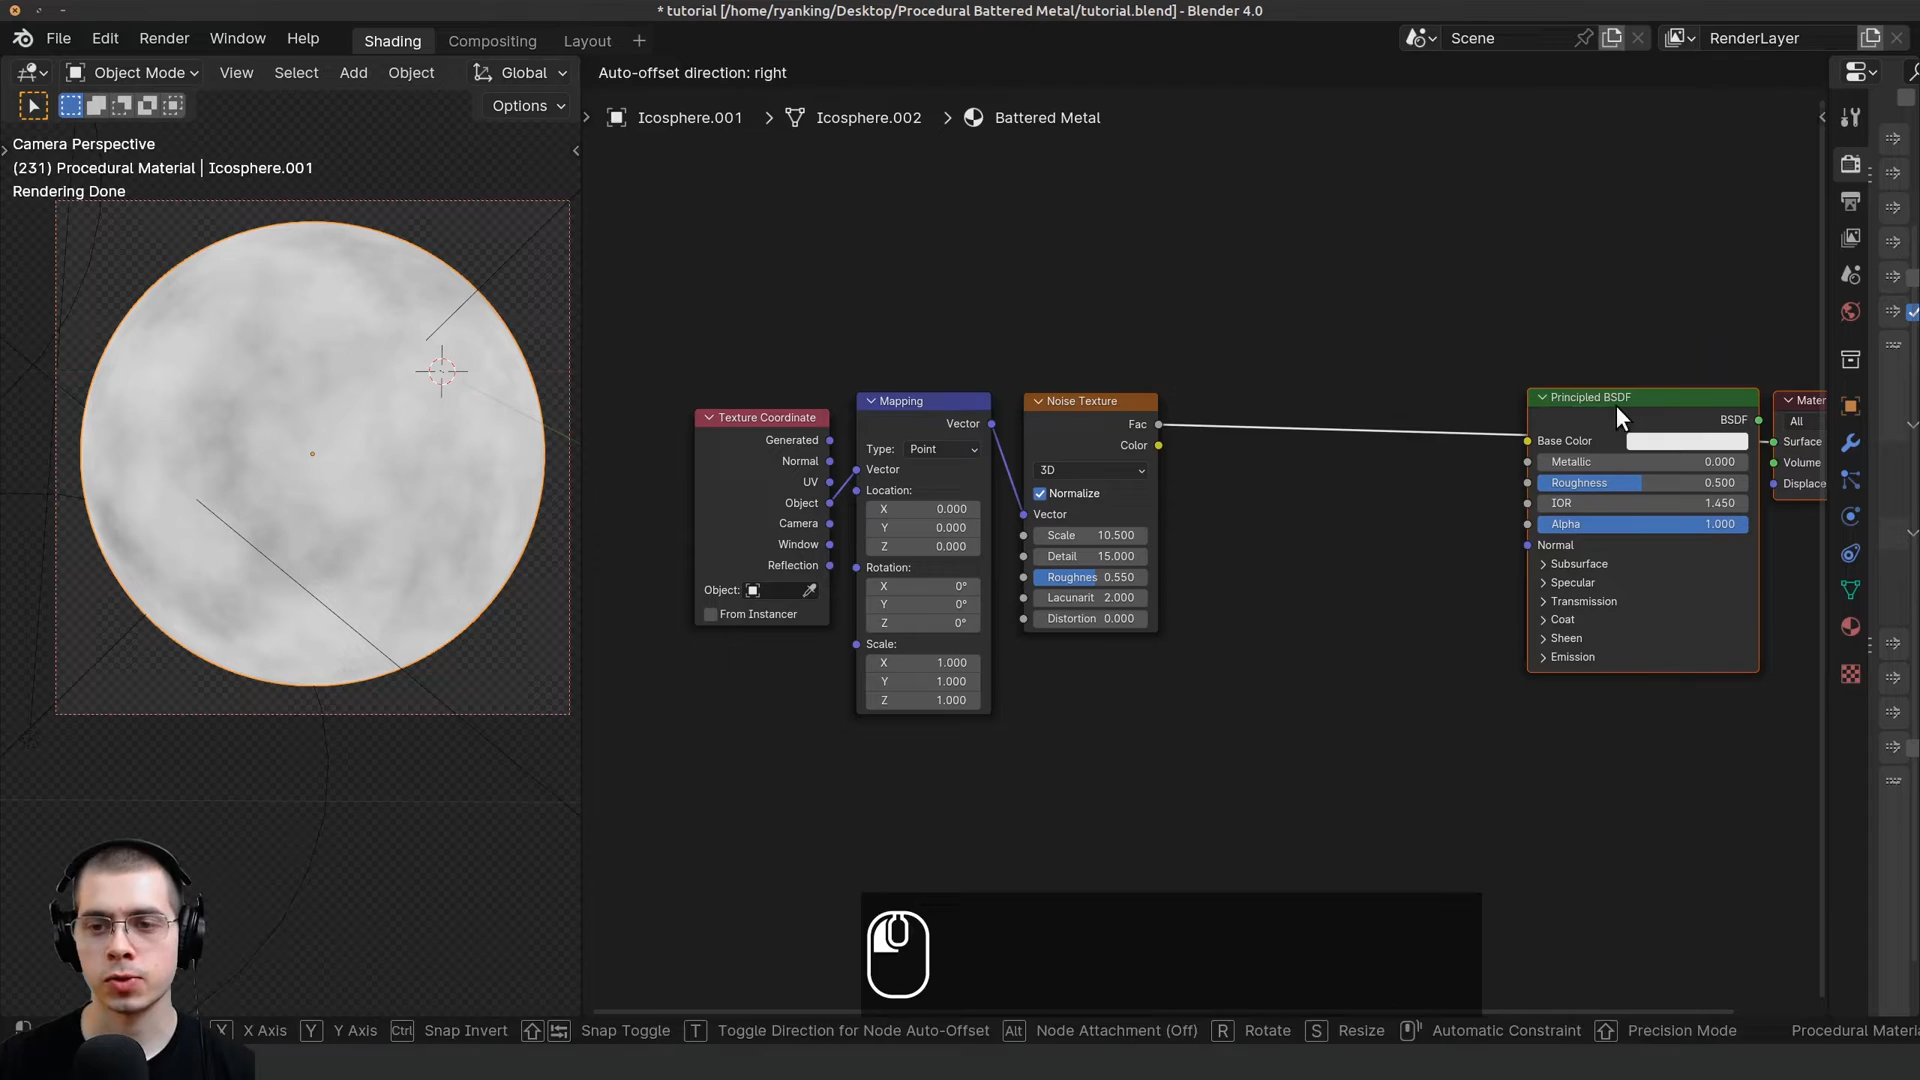 * tutorial [/home/ryanking/Desktop/Procedural Battered Metal/tutorial.blend] - Blender 4.0
File Edit Render Window Help Shading Compositing Layout + Scene RenderLayer
Object Mode View Select Add Object Global Auto-offset direction: right
Options
Icosphere.001 > Icosphere.002 > Battered Metal
Camera Perspective
(231) Procedural Material | Icosphere.001
Rendering Done
Texture Coordinate
Generated
Normal
UV
Object
Camera
Window
Reflection
Object:
From Instancer
Mapping
Vector
Type: Point
Vector
Location:
X 0.000
Y 0.000
Z 0.000
Rotation:
X 0°
Y 0°
Z 0°
Scale:
X 1.000
Y 1.000
Z 1.000
Noise Texture
Fac
Color
3D
Normalize
Vector
Scale 10.500
Detail 15.000
Roughnes 0.550
Lacunarit 2.000
Distortion 0.000
Principled BSDF
BSDF
Base Color
Metallic 0.000
Roughness 0.500
IOR 1.450
Alpha 1.000
Normal
Subsurface
Specular
Transmission
Coat
Sheen
Emission
Mater
All
Surface
Volume
Displace
X X Axis Y Y Axis Ctrl Snap Invert Snap Toggle T Toggle Direction for Node Auto-Offset Alt Node Attachment (Off) R Rotate S Resize Automatic Constraint Precision Mode Procedural Materia